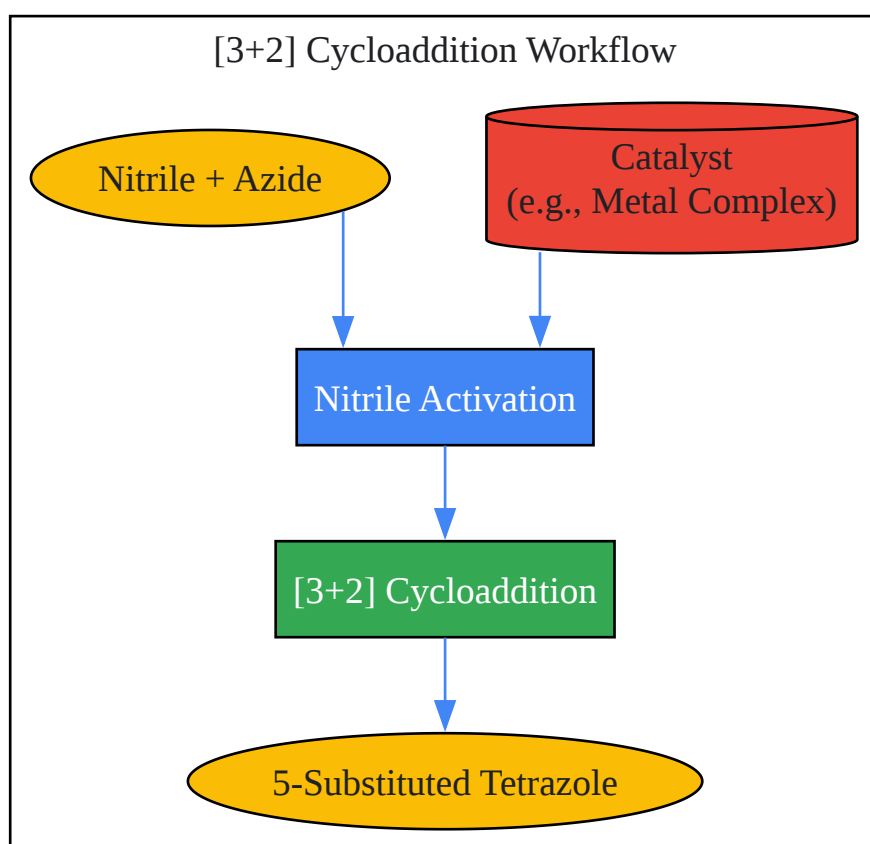 [3+2] Cycloaddition Workflow
Nitrile + Azide
Catalyst
(e.g., Metal Complex)
Nitrile Activation
[3+2] Cycloaddition
5-Substituted Tetrazole